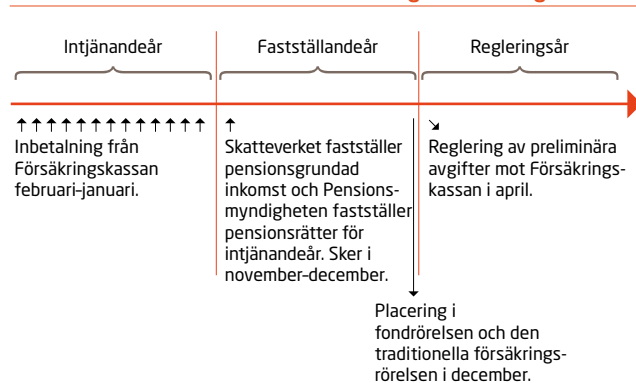 Intjänandeår
Fastställandeår
Regleringsår
Inbetalning från
Försäkringskassan
februari–januari.
Skatteverket fastställer
pensionsgrundad
inkomst och Pensions-
myndigheten fastställer
pensionsrätter för
intjänandeår. Sker i
november–december.
Reglering av preliminära
avgifter mot Försäkrings-
kassan i april.
Placering i
fondrörelsen och den
traditionella försäkrings-
rörelsen i december.